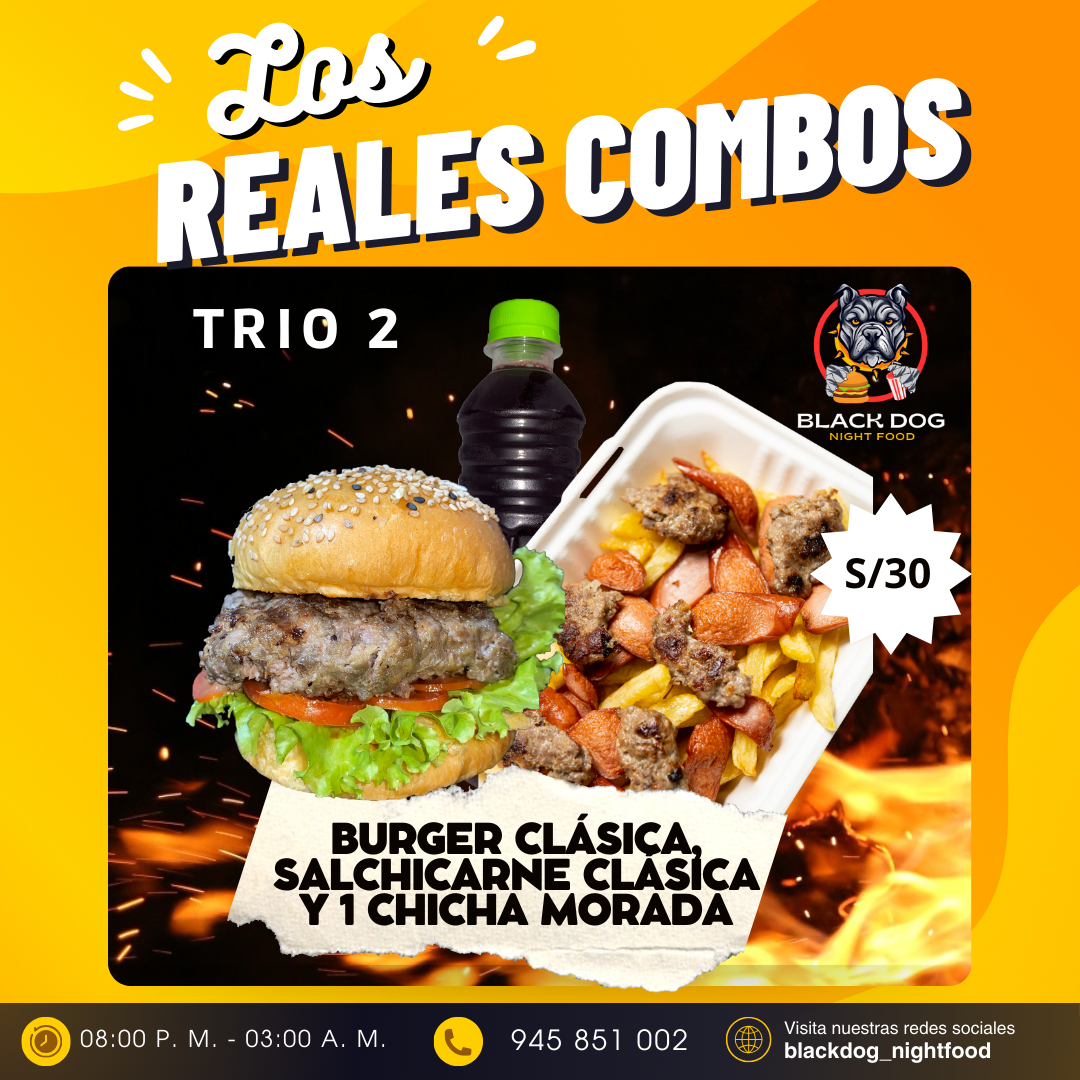 Los
REALES COMBOS
TRIO 2
BLACK DOG
NIGHT FOOD
S/30
BURGER CLÁSICA,
SALCHICARNE CLÁSICA
Y 1 CHICHA MORADA
08:00 P. M. - 03:00 A. M.
945 851 002
Visita nuestras redes sociales
blackdog_nightfood